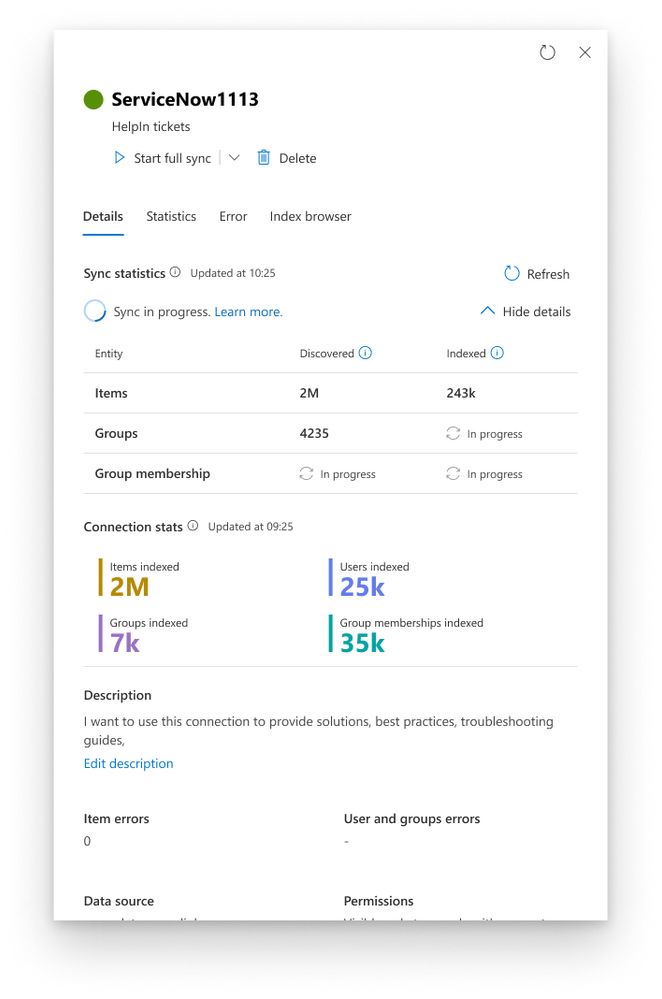 ServiceNow1113
HelpIn tickets
Start full sync Delete
Details Statistics Error Index browser
Sync statistics Updated at 10:25 Refresh
Sync in progress. Learn more. Hide details
Entity Discovered Indexed
Items 2M 243k
Groups 4235 In progress
Group membership In progress In progress
Connection stats Updated at 09:25
Items indexed Users indexed
2M 25k
Groups indexed Group memberships indexed
7k 35k
Description
I want to use this connection to provide solutions, best practices, troubleshooting
guides,
Edit description
Item errors User and groups errors
0 -
Data source Permissions